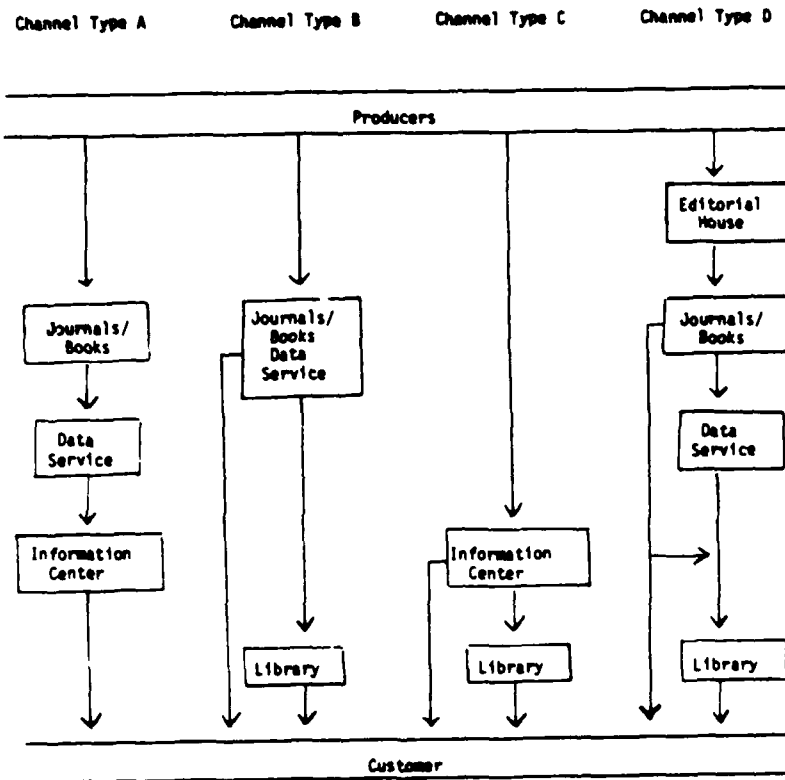 Channel Type A
Channel Type B
Channel Type C
Channel Type D
Producers
Editorial
House
Journals/
Books
Journals/
Books
Data
Service
Journals/
Books
Data
Service
Data
Service
Information
Center
Information
Center
Library
Library
Library
Customer